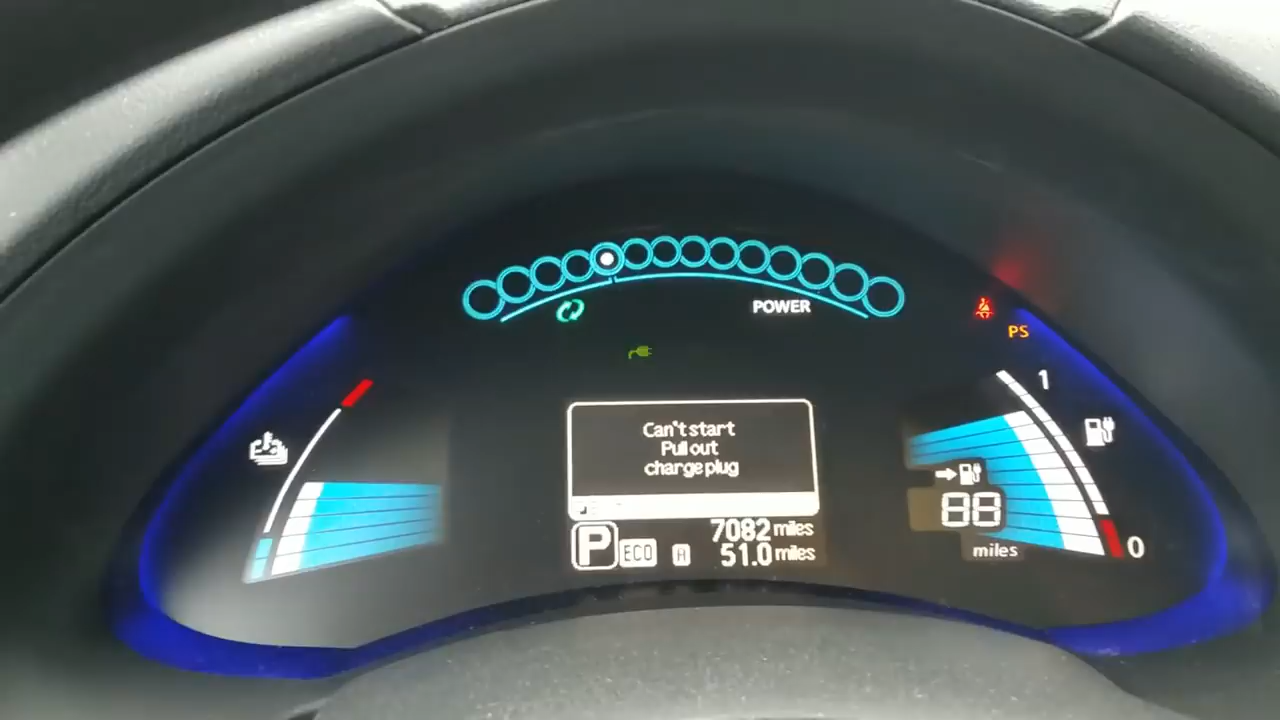 POWER
PS
1
Can't start
Pull out
charge plug
P ECO A 7082 miles
51.0 miles
88
miles
0